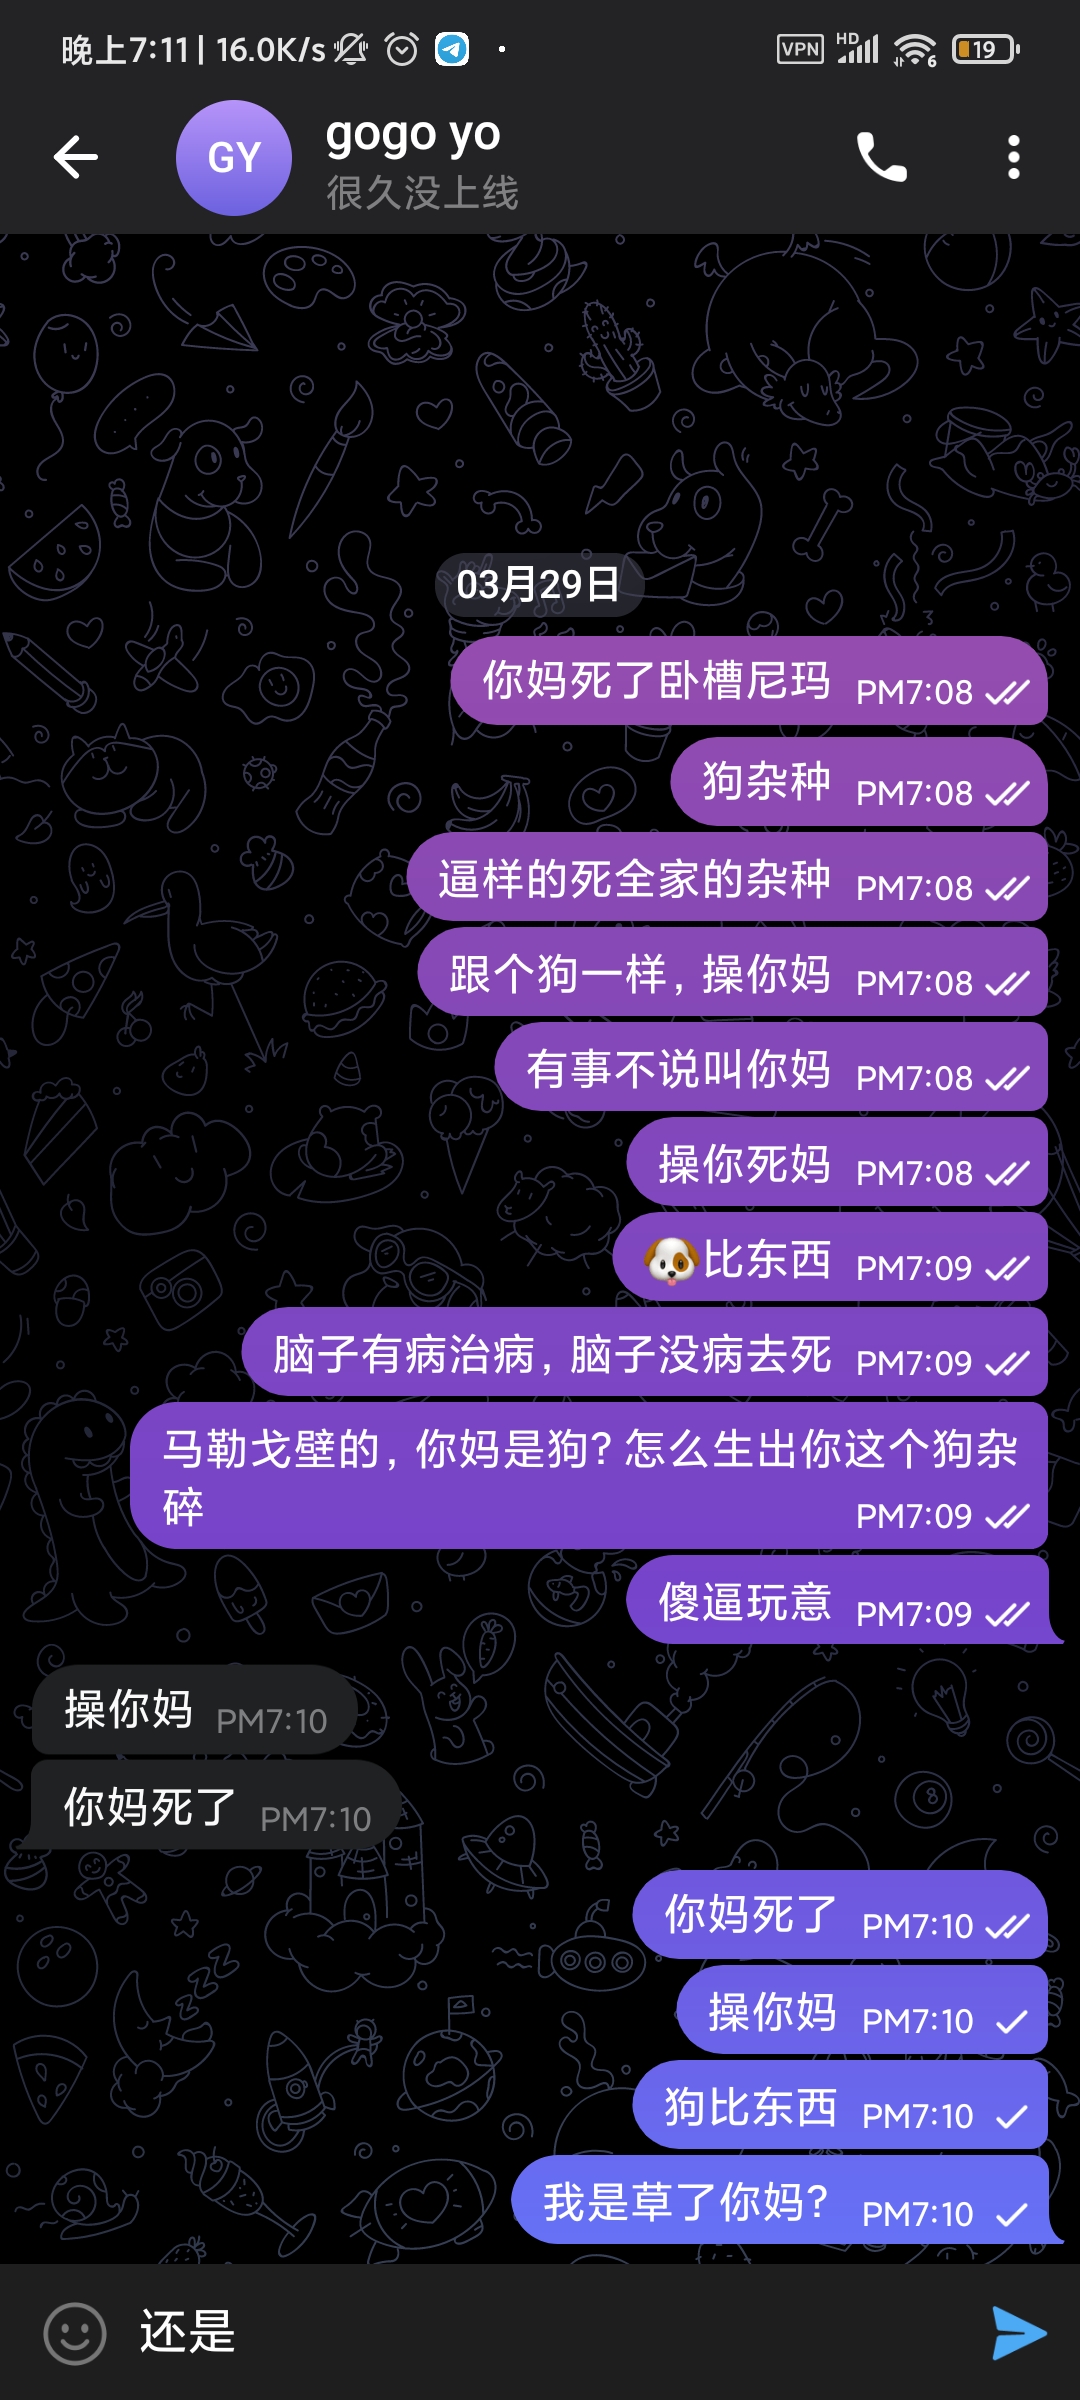 晚上7:11 | 16.0K/s
VPN HD 6 19
GY
gogo yo
很久没上线
03月29日
你妈死了卧槽尼玛 PM7:08
狗杂种 PM7:08
逼样的死全家的杂种 PM7:08
跟个狗一样，操你妈 PM7:08
有事不说叫你妈 PM7:08
操你死妈 PM7:08
🐶比东西 PM7:09
脑子有病治病，脑子没病去死 PM7:09
马勒戈壁的，你妈是狗？怎么生出你这个狗杂
碎 PM7:09
傻逼玩意 PM7:09
操你妈 PM7:10
你妈死了 PM7:10
你妈死了 PM7:10
操你妈 PM7:10
狗比东西 PM7:10
我是草了你妈？ PM7:10
还是